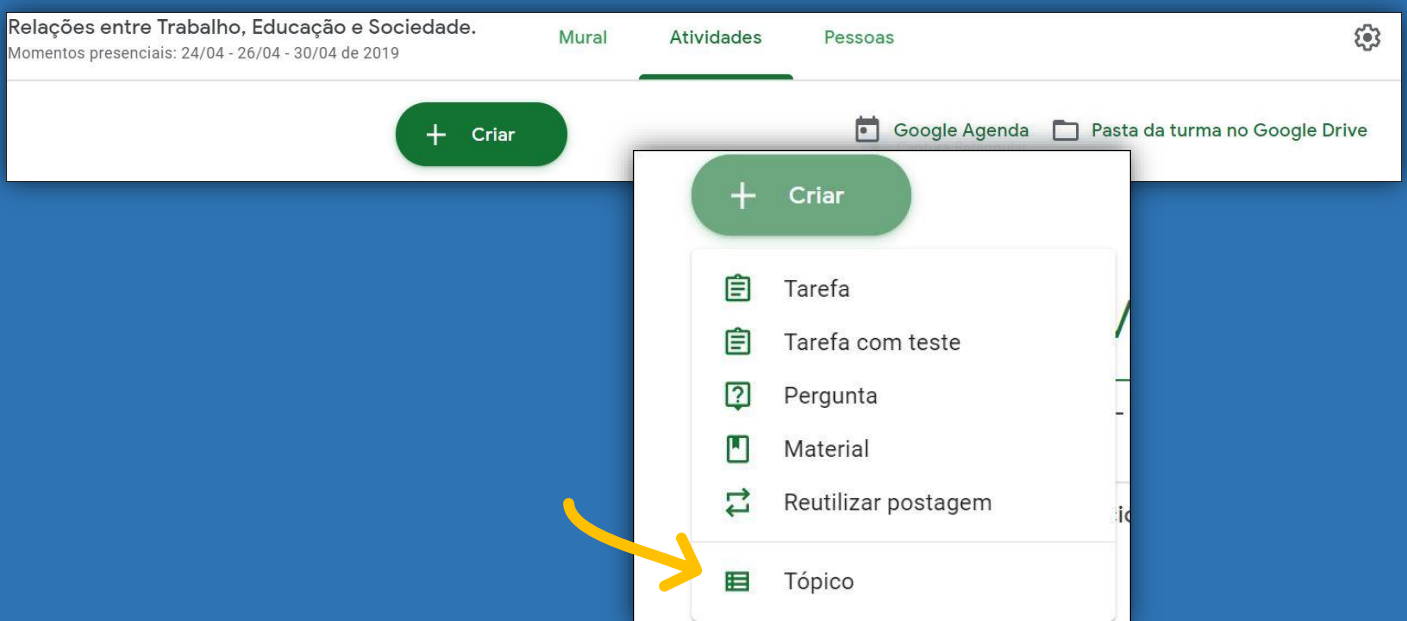 Relações entre Trabalho, Educação e Sociedade.
Momentos presenciais: 24/04 - 26/04 - 30/04 de 2019
Mural
Atividades
Pessoas
+ Criar
Google Agenda
Pasta da turma no Google Drive
+ Criar
Tarefa
Tarefa com teste
Pergunta
Material
Reutilizar postagem
Tópico